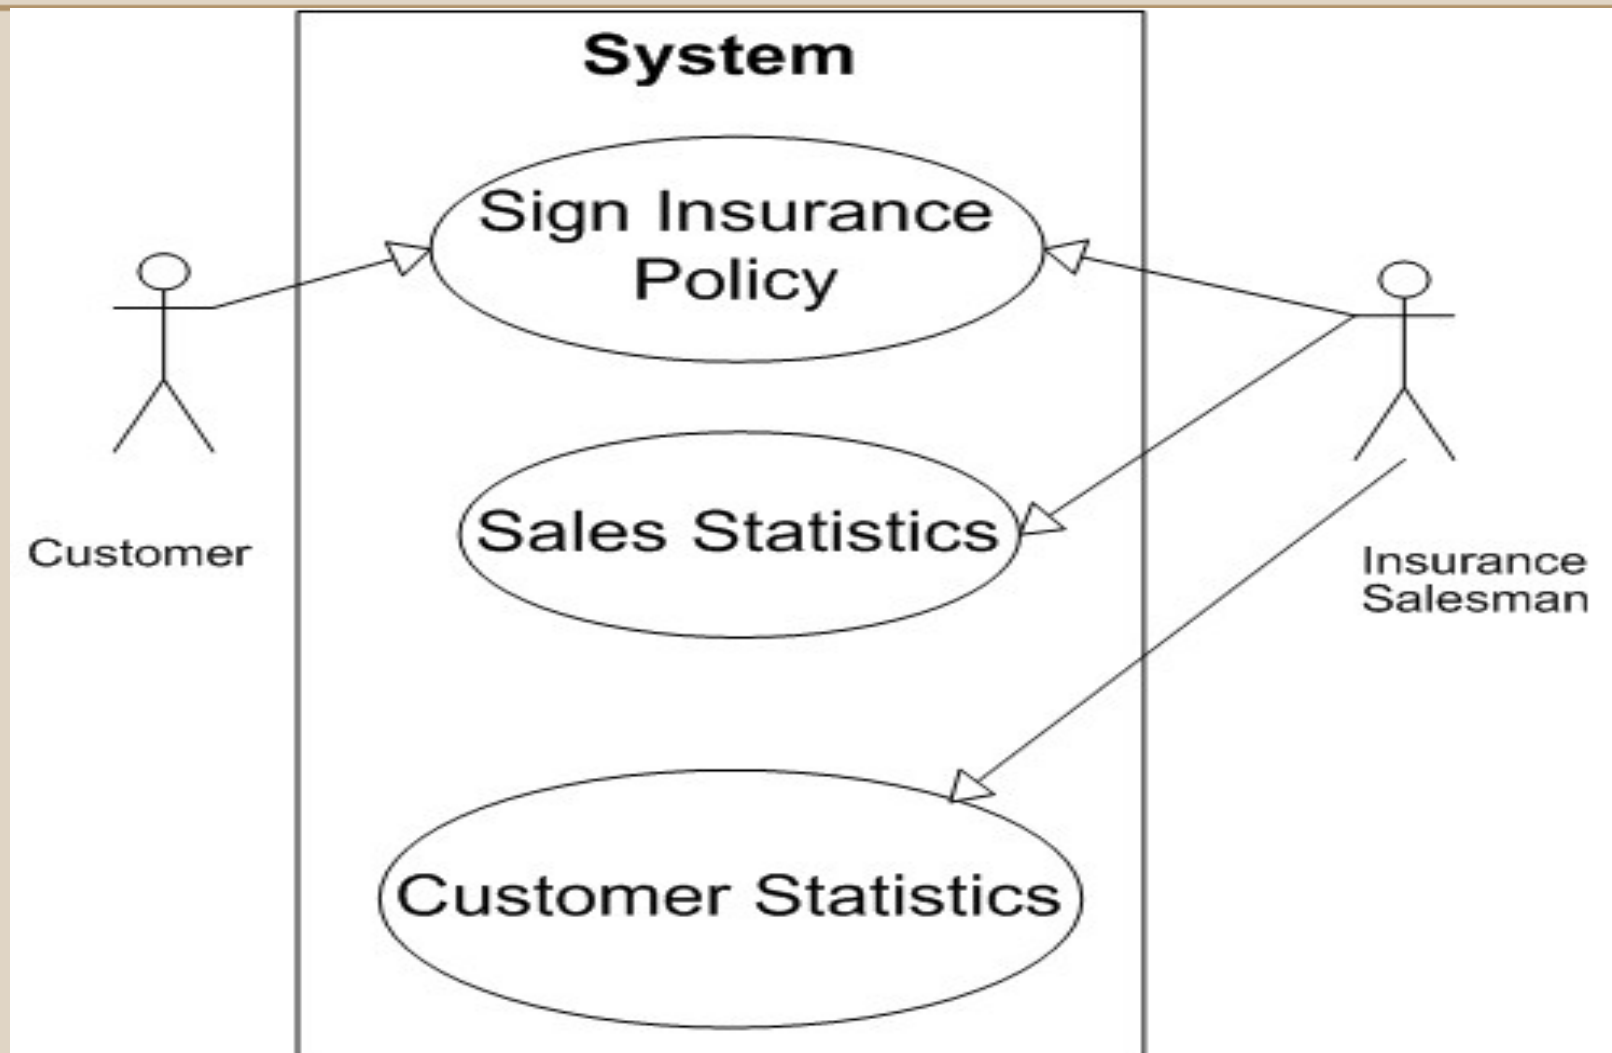 System
Sign Insurance
Policy
Customer
Sales Statistics
Insurance
Salesman
Customer Statistics